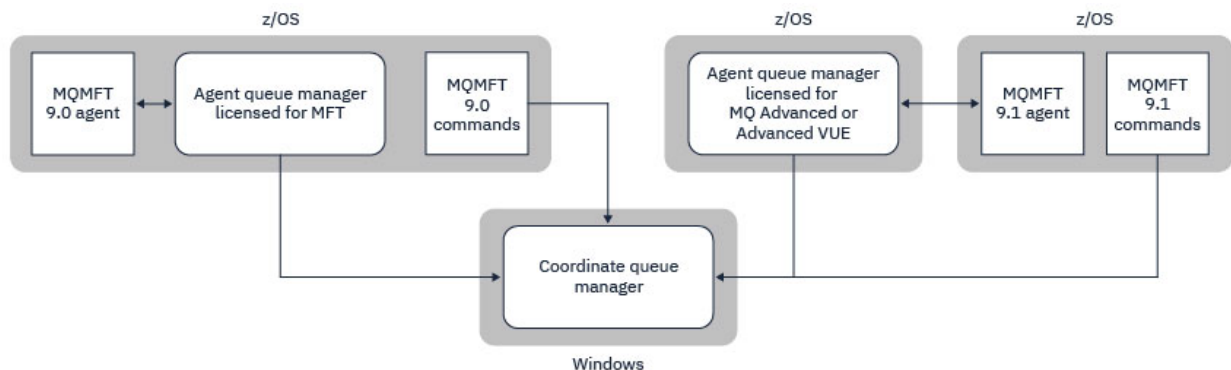 z/OS
z/OS
z/OS
MQMFT
9.0 agent
Agent queue manager
licensed for MFT
MQMFT
9.0
commands
Agent queue manager
licensed for
MQ Advanced or
Advanced VUE
MQMFT
9.1 agent
MQMFT
9.1
commands
Coordinate queue
manager
Windows